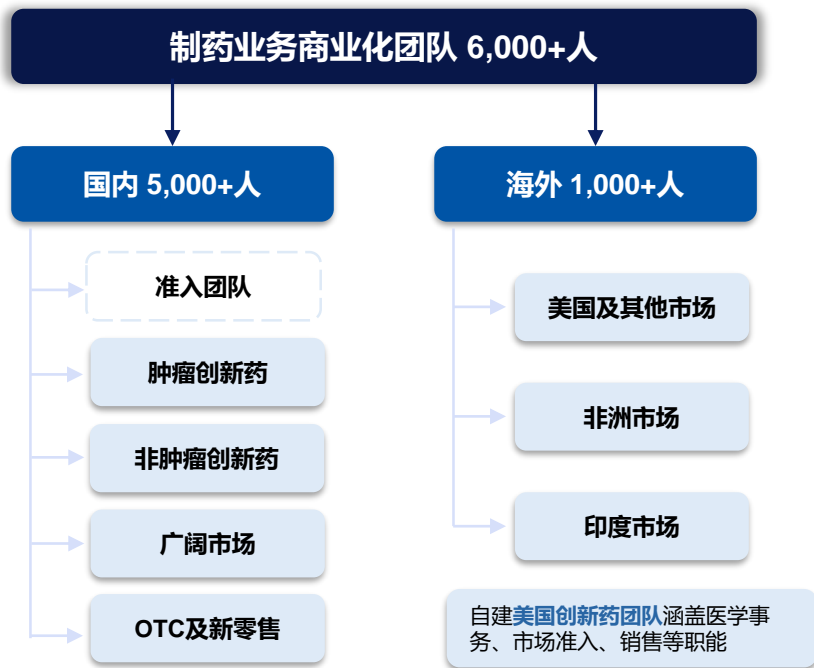 制药业务商业化团队 6,000+人
国内 5,000+人
准入团队
肿瘤创新药
非肿瘤创新药
广阔市场
OTC及新零售
海外 1,000+人
美国及其他市场
非洲市场
印度市场
自建美国创新药团队涵盖医学事
务、市场准入、销售等职能